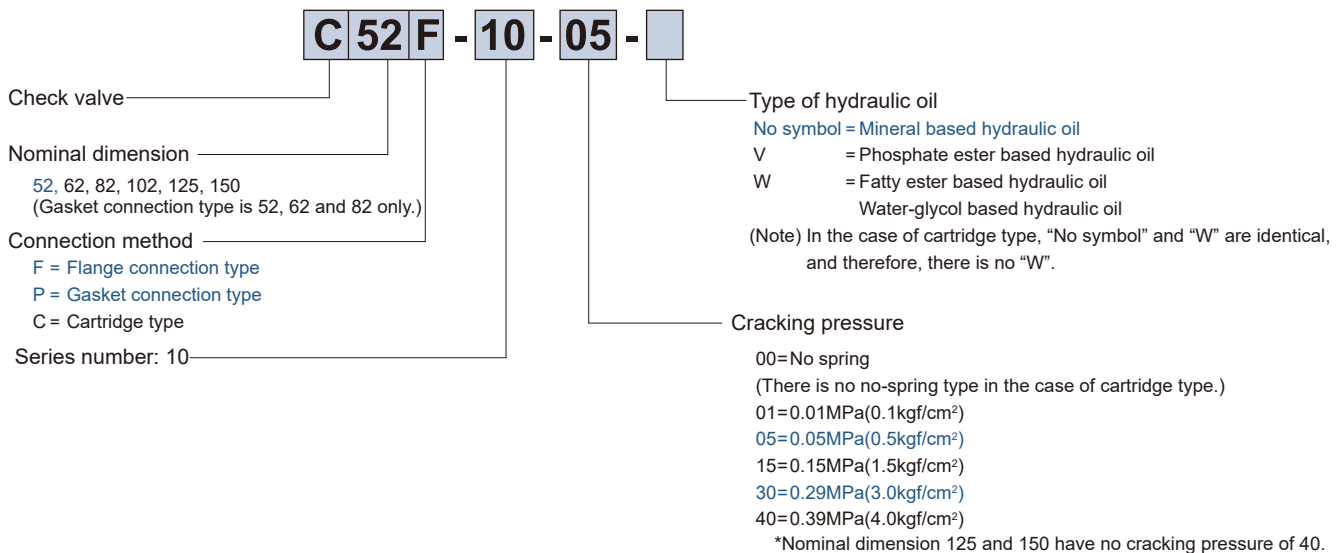 C 52 F - 10 - 05 -
Check valve
Nominal dimension
52, 62, 82, 102, 125, 150
(Gasket connection type is 52, 62 and 82 only.)
Connection method
F = Flange connection type
P = Gasket connection type
C = Cartridge type
Series number: 10
Type of hydraulic oil
No symbol = Mineral based hydraulic oil
V = Phosphate ester based hydraulic oil
W = Fatty ester based hydraulic oil
Water-glycol based hydraulic oil
(Note) In the case of cartridge type, “No symbol” and “W” are identical,
and therefore, there is no “W”.
Cracking pressure
00=No spring
(There is no no-spring type in the case of cartridge type.)
01=0.01MPa(0.1kgf/cm²)
05=0.05MPa(0.5kgf/cm²)
15=0.15MPa(1.5kgf/cm²)
30=0.29MPa(3.0kgf/cm²)
40=0.39MPa(4.0kgf/cm²)
*Nominal dimension 125 and 150 have no cracking pressure of 40.